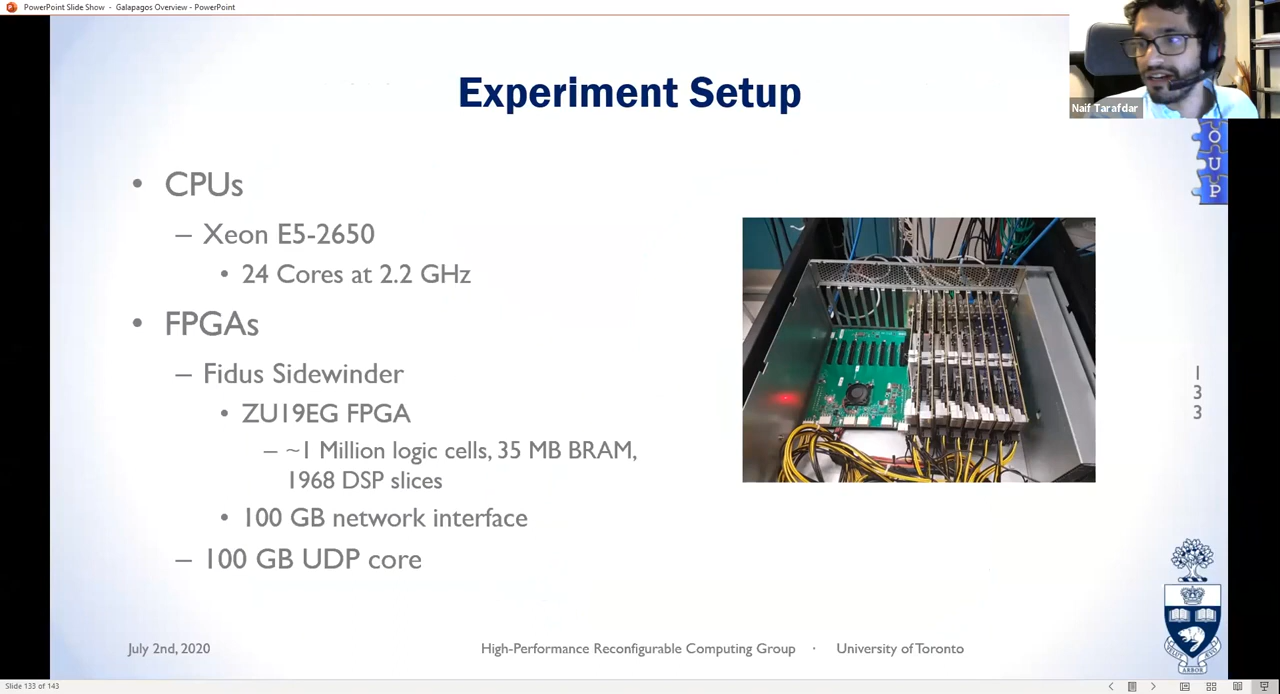 PowerPoint Slide Show - Galapagos Overview - PowerPoint
Naif Tarafdar
Experiment Setup
O
U
P
• CPUs
– Xeon E5-2650
• 24 Cores at 2.2 GHz
• FPGAs
– Fidus Sidewinder
• ZU19EG FPGA
– ~1 Million logic cells, 35 MB BRAM,
1968 DSP slices
• 100 GB network interface
– 100 GB UDP core
1
3
3
July 2nd, 2020
High-Performance Reconfigurable Computing Group · University of Toronto
Slide 133 of 143